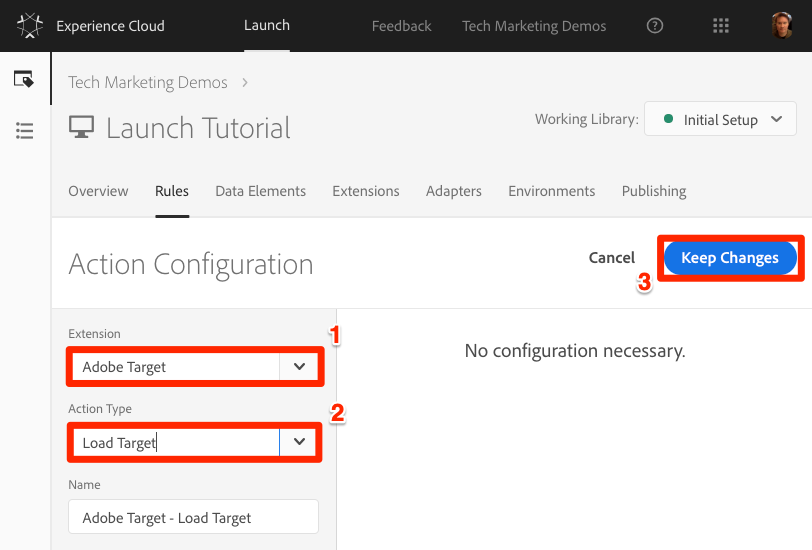 Experience Cloud
Launch
Feedback
Tech Marketing Demos
?
Tech Marketing Demos >
Launch Tutorial
Working Library:
Initial Setup
Overview
Rules
Data Elements
Extensions
Adapters
Environments
Publishing
Action Configuration
Cancel
Keep Changes
3
Extension
1
Adobe Target
Action Type
2
Load Target
Name
Adobe Target - Load Target
No configuration necessary.